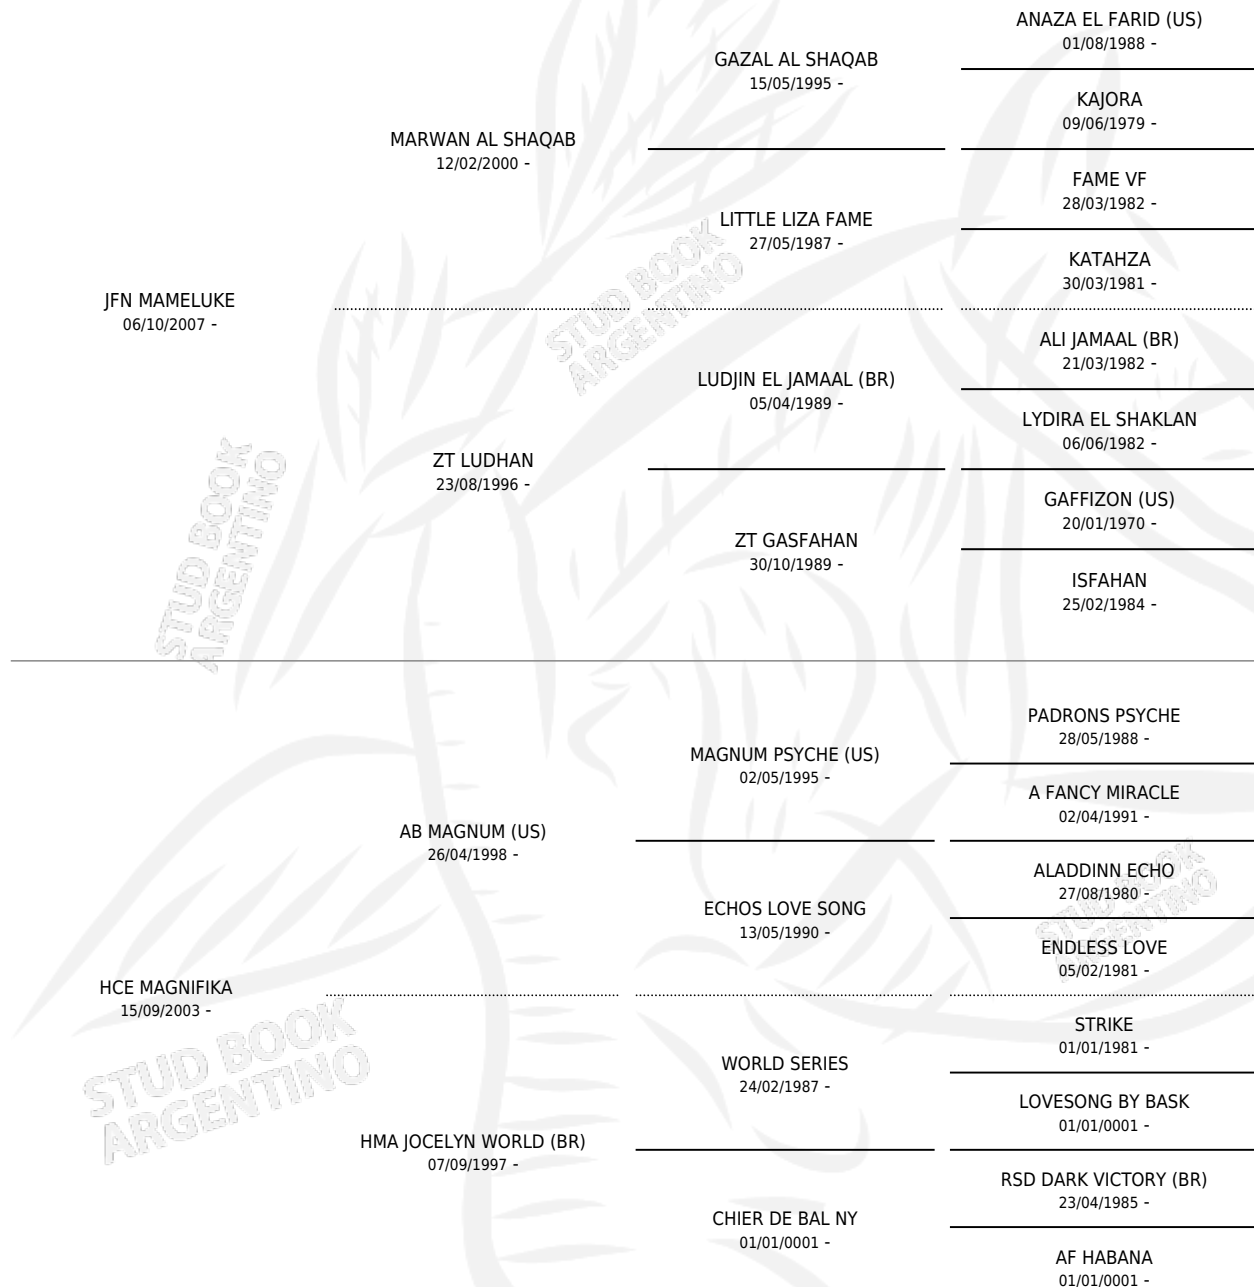 ANAZA EL FARID (US)
01/08/1988 -
GAZAL AL SHAQAB
15/05/1995 -
KAJORA
09/06/1979 -
MARWAN AL SHAQAB
12/02/2000 -
FAME VF
28/03/1982 -
LITTLE LIZA FAME
27/05/1987 -
KATAHZA
30/03/1981 -
JFN MAMELUKE
06/10/2007 -
ALI JAMAAL (BR)
21/03/1982 -
LUDJIN EL JAMAAL (BR)
05/04/1989 -
LYDIRA EL SHAKLAN
06/06/1982 -
ZT LUDHAN
23/08/1996 -
GAFFIZON (US)
20/01/1970 -
ZT GASFAHAN
30/10/1989 -
ISFAHAN
25/02/1984 -
PADRONS PSYCHE
28/05/1988 -
MAGNUM PSYCHE (US)
02/05/1995 -
A FANCY MIRACLE
02/04/1991 -
AB MAGNUM (US)
26/04/1998 -
ALADDINN ECHO
27/08/1980 -
ECHOS LOVE SONG
13/05/1990 -
ENDLESS LOVE
05/02/1981 -
HCE MAGNIFIKA
15/09/2003 -
STRIKE
01/01/1981 -
WORLD SERIES
24/02/1987 -
LOVESONG BY BASK
01/01/0001 -
HMA JOCELYN WORLD (BR)
07/09/1997 -
RSD DARK VICTORY (BR)
23/04/1985 -
CHIER DE BAL NY
01/01/0001 -
AF HABANA
01/01/0001 -
STUD BOOK
ARGENTINO
STUD BOOK
ARGENTINO
STUD BOOK
ARGENTINO
STUD BOOK
ARGENTINO